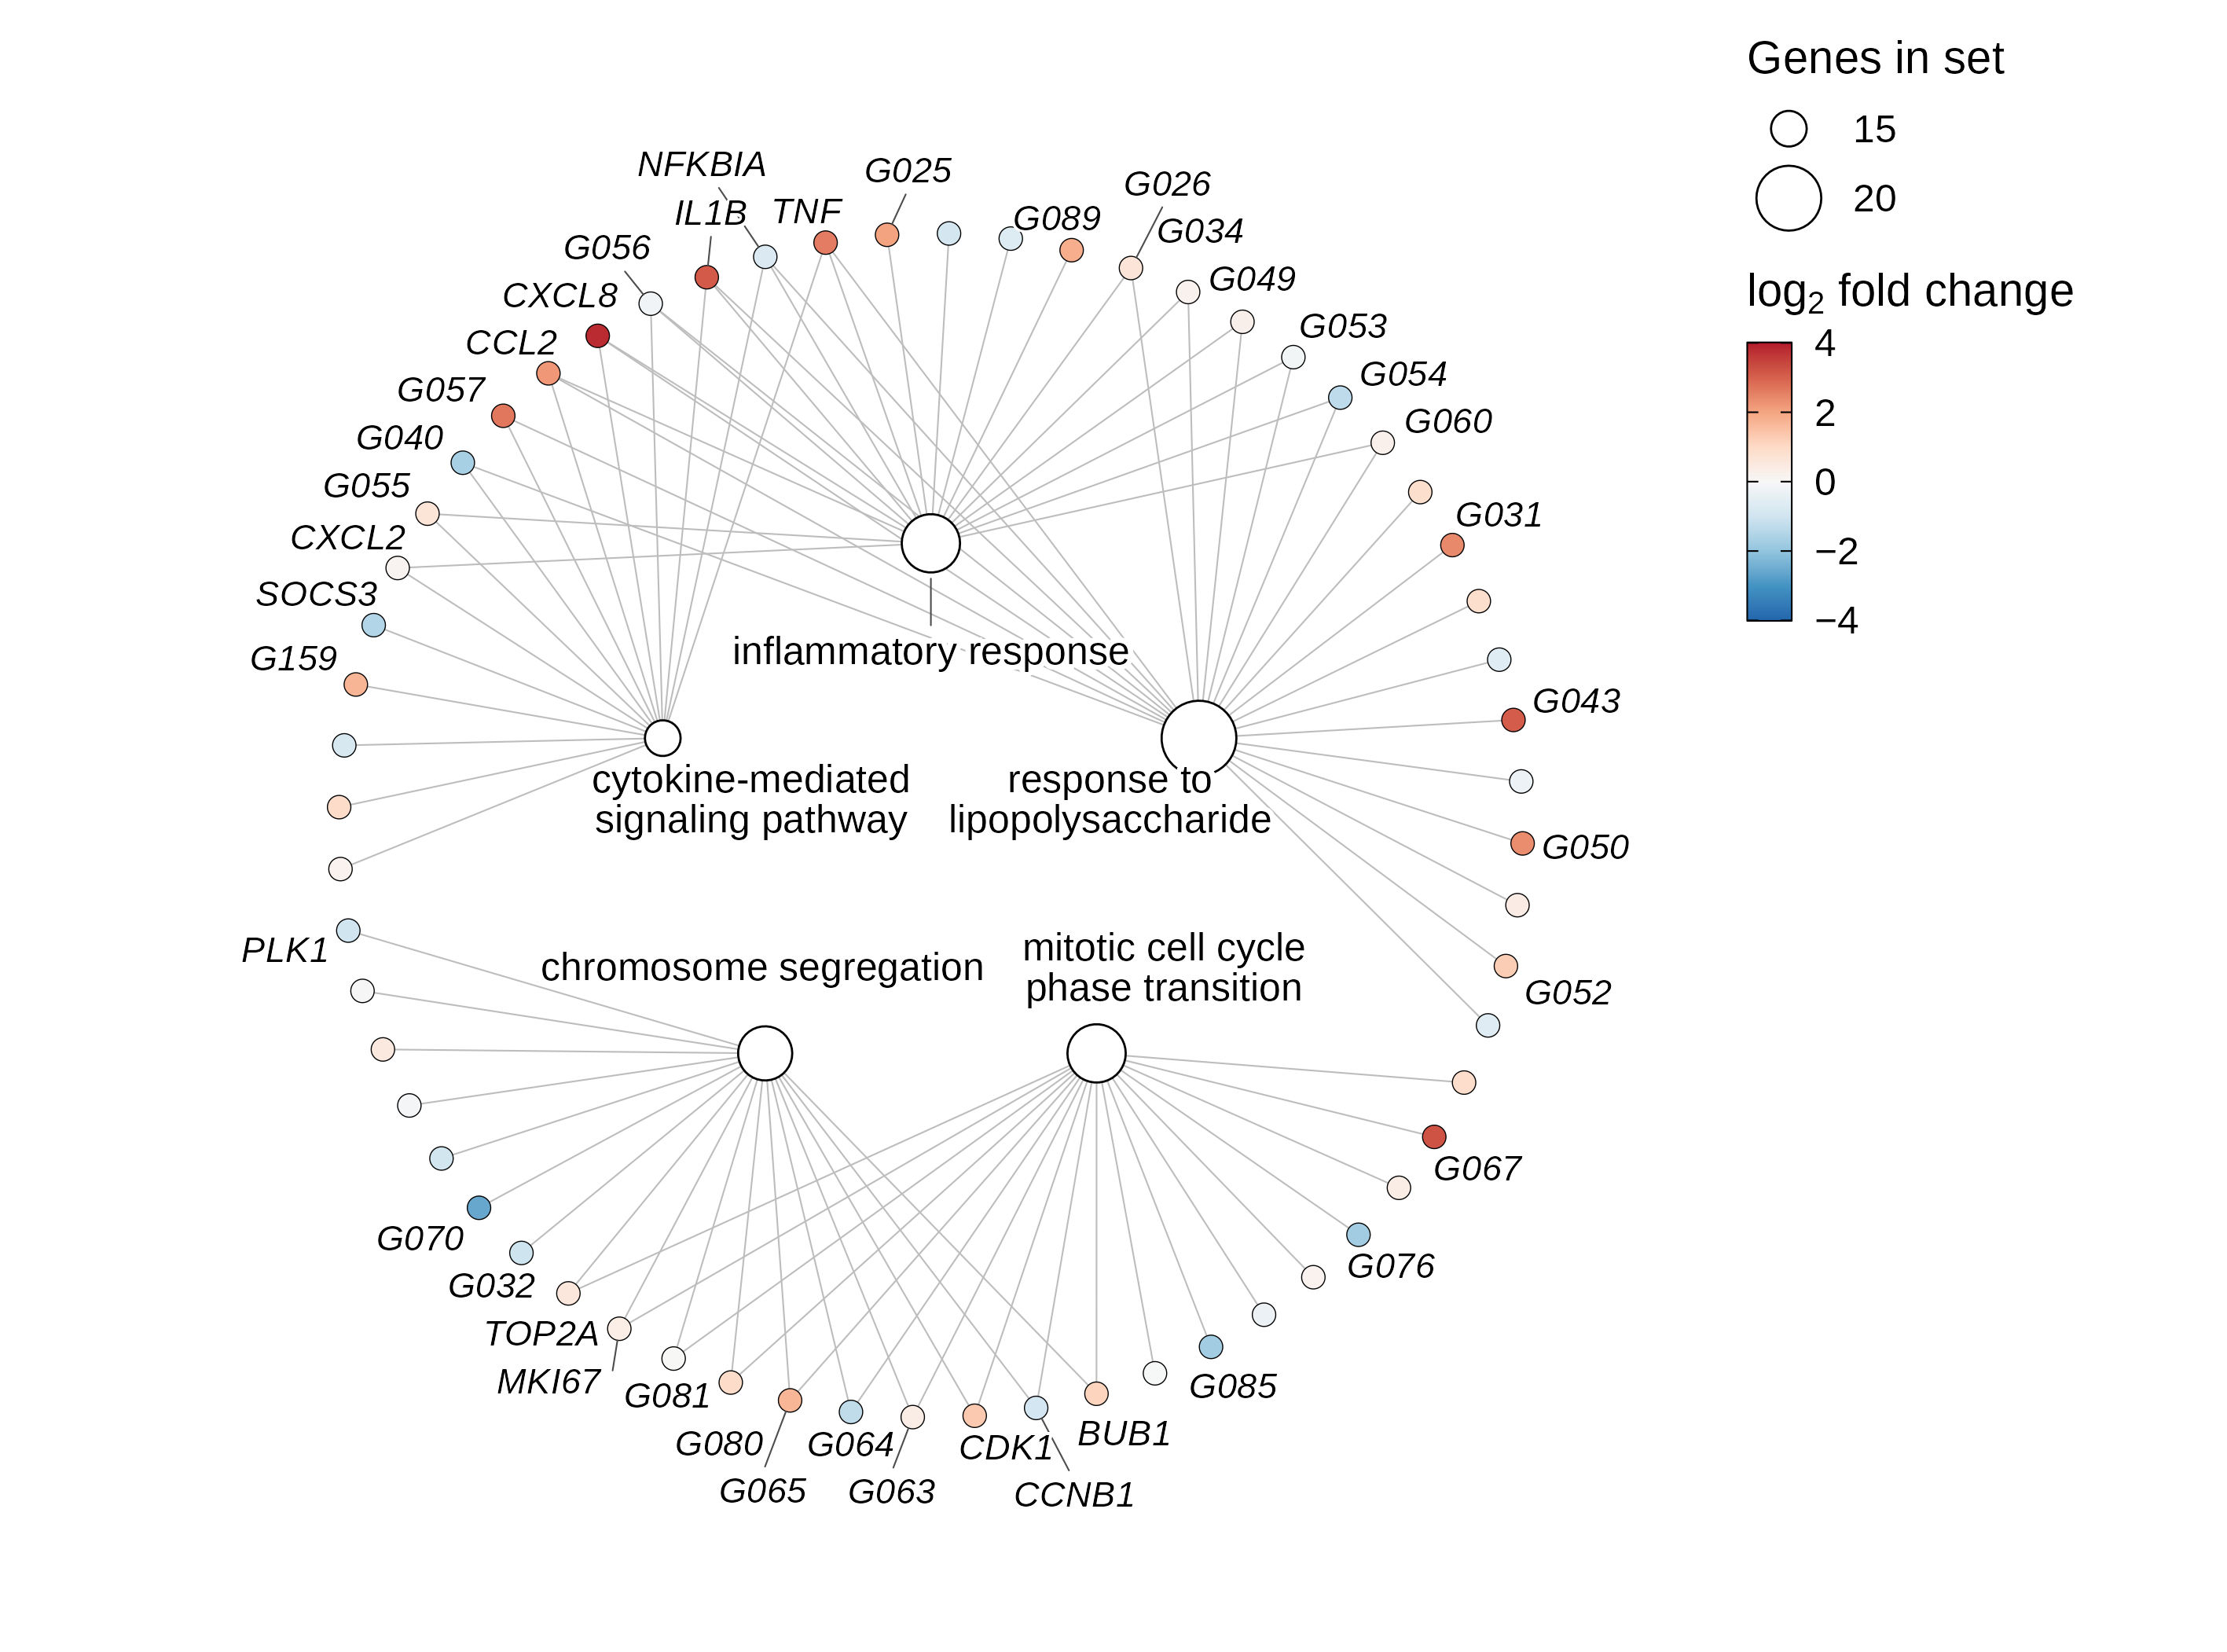 Genes in set
15
20
log2 fold change
4
2
0
−2
−4
NFKBIA
G025
IL1B
TNF
G026
G089
G034
G056
G049
CXCL8
G053
CCL2
G054
G057
G060
G040
G055
G031
CXCL2
SOCS3
G159
inflammatory response
G043
cytokine-mediated
signaling pathway
response to
lipopolysaccharide
G050
PLK1
chromosome segregation
mitotic cell cycle
phase transition
G052
G067
G070
G076
G032
TOP2A
MKI67
G081
G085
G080
G064
CDK1
BUB1
G065
G063
CCNB1